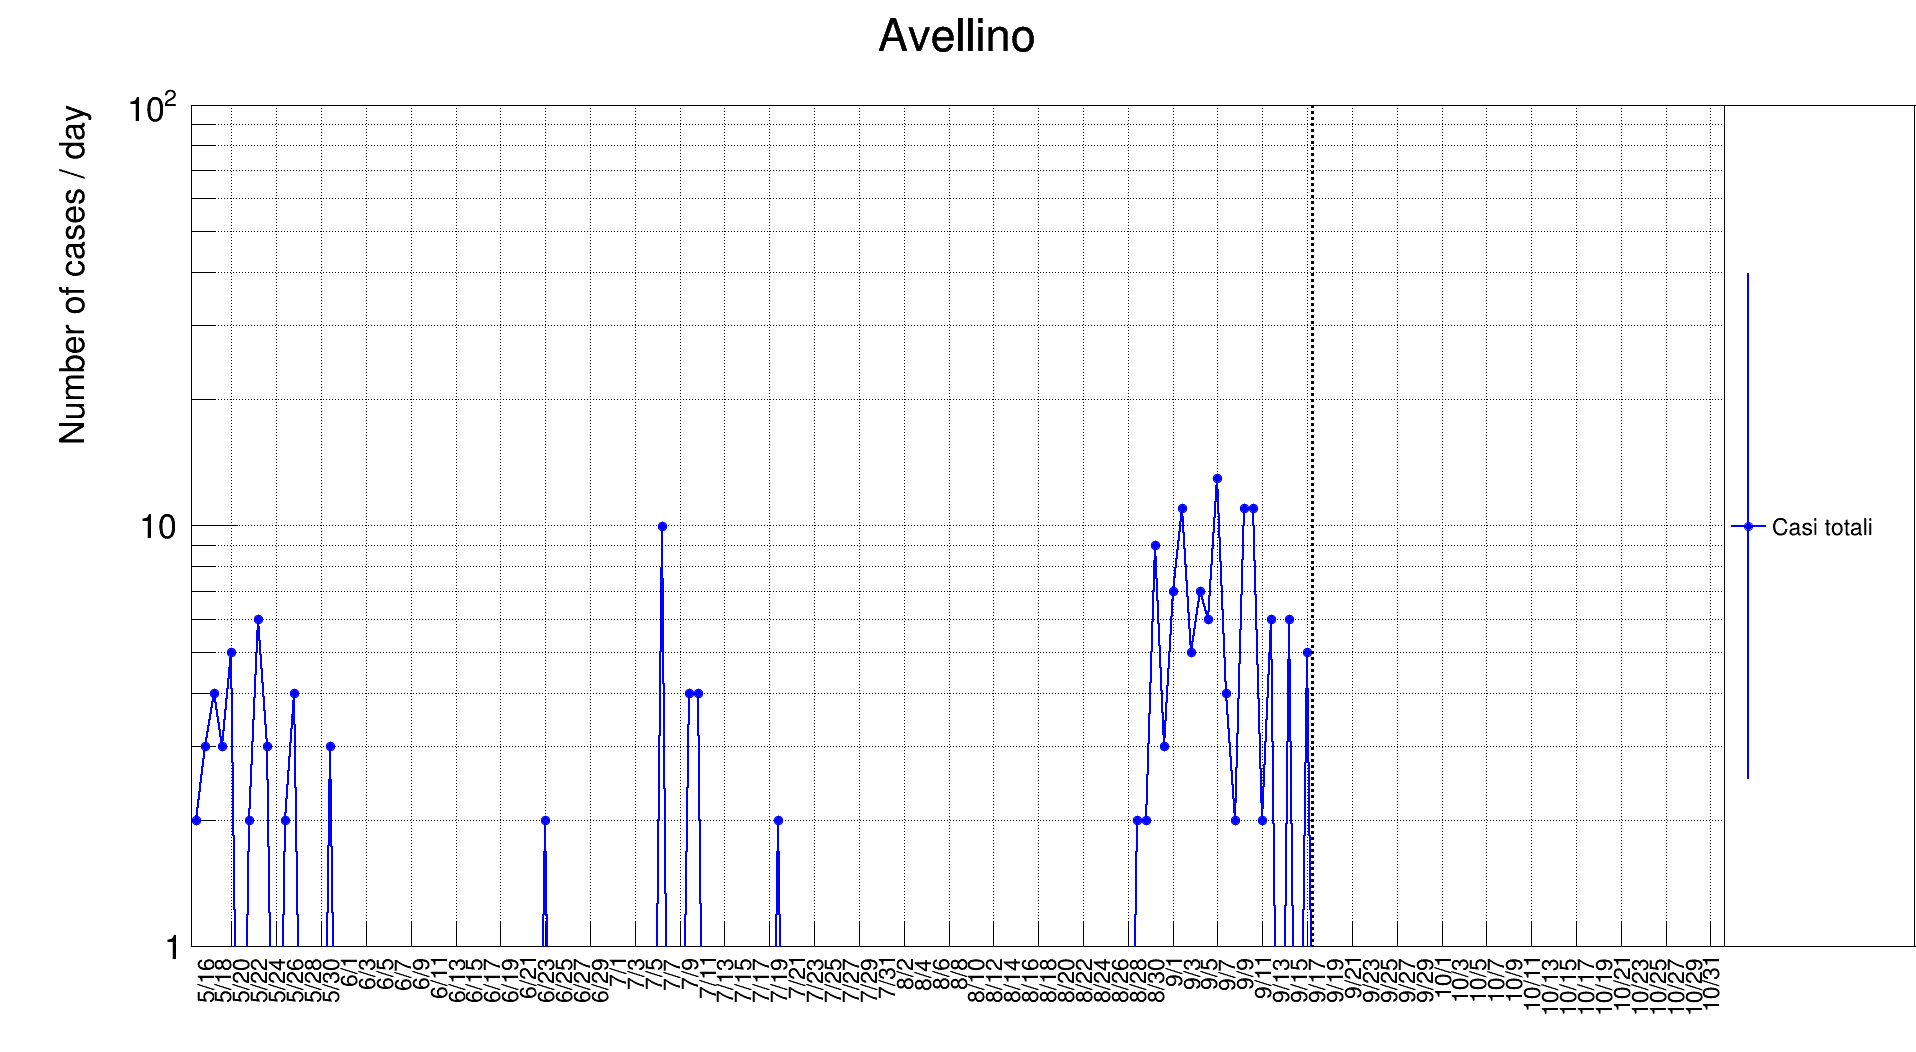 Avellino
Number of cases / day
10²
10
1
Casi totali
5/16 5/18 5/20 5/22 5/24 5/26 5/28 5/30 6/1 6/3 6/5 6/7 6/9 6/11 6/13 6/15 6/17 6/19 6/21 6/23 6/25 6/27 6/29 7/1 7/3 7/5 7/7 7/9 7/11 7/13 7/15 7/17 7/19 7/21 7/23 7/25 7/27 7/29 7/31 8/2 8/4 8/6 8/8 8/10 8/12 8/14 8/16 8/18 8/20 8/22 8/24 8/26 8/28 8/30 9/1 9/3 9/5 9/7 9/9 9/11 9/13 9/15 9/17 9/19 9/21 9/23 9/25 9/27 9/29 10/1 10/3 10/5 10/7 10/9 10/11 10/13 10/15 10/17 10/19 10/21 10/23 10/25 10/27 10/29 10/31